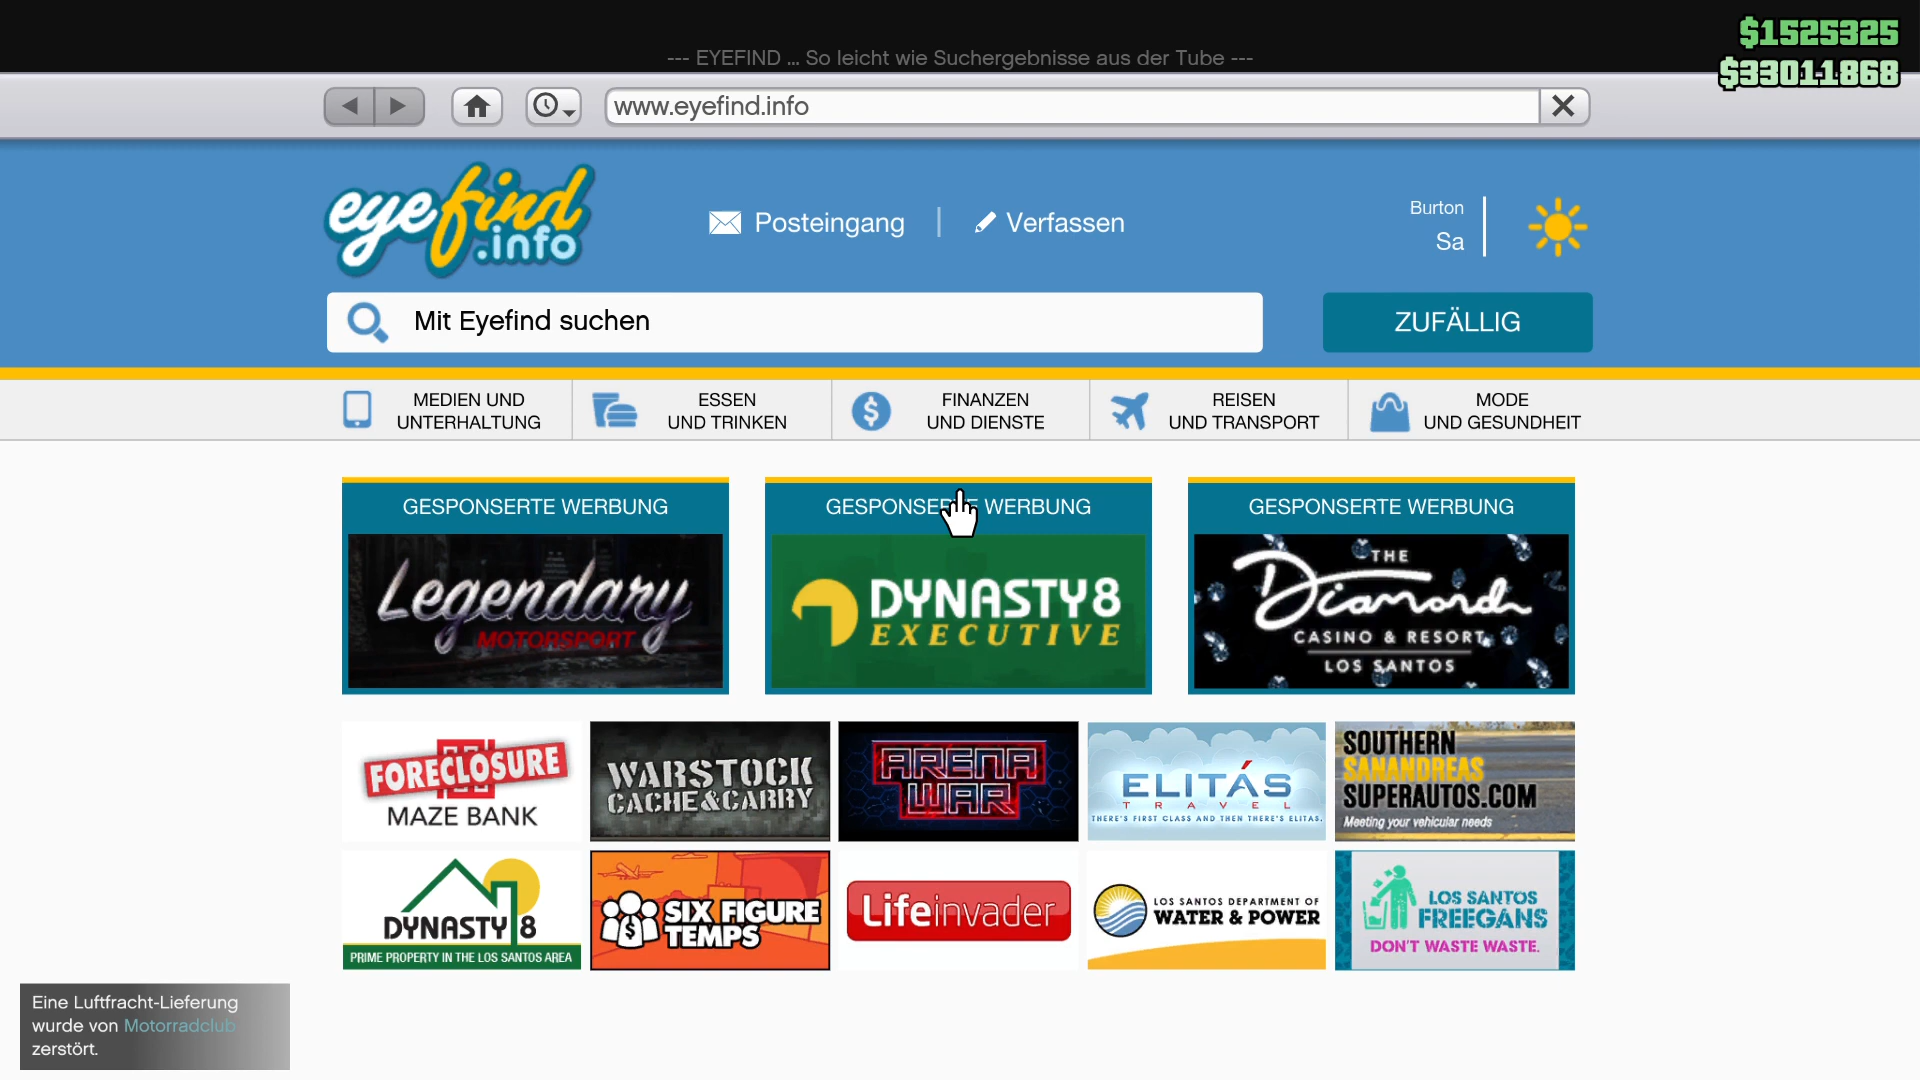 $1525325
--- EYEFIND ... So leicht wie Suchergebnisse aus der Tube ---
$33011868
www.eyefind.info
eyefind
.info
Posteingang
Verfassen
Burton
Sa
Mit Eyefind suchen
ZUFÄLLIG
MEDIEN UND
UNTERHALTUNG
ESSEN
UND TRINKEN
FINANZEN
UND DIENSTE
REISEN
UND TRANSPORT
MODE
UND GESUNDHEIT
GESPONSERTE WERBUNG
Legendary
MOTORSPORT
GESPONSERTE WERBUNG
DYNASTY 8
EXECUTIVE
GESPONSERTE WERBUNG
THE
Diamond
CASINO & RESORT
LOS SANTOS
FORECLOSURE
MAZE BANK
WARSTOCK
CACHE&CARRY
ARENA
WAR
ELITÁS
TRAVEL
THERE'S FIRST CLASS AND THEN THERE'S ELITAS.
SOUTHERN
SANANDREAS
SUPERAUTOS.COM
Meeting your vehicular needs
DYNASTY 8
PRIME PROPERTY IN THE LOS SANTOS AREA
SIX FIGURE
TEMPS
Lifeinvader
LOS SANTOS DEPARTMENT OF
WATER & POWER
LOS SANTOS
FREEGANS
DON'T WASTE WASTE.
Eine Luftfracht-Lieferung
wurde von Motorradclub
zerstört.